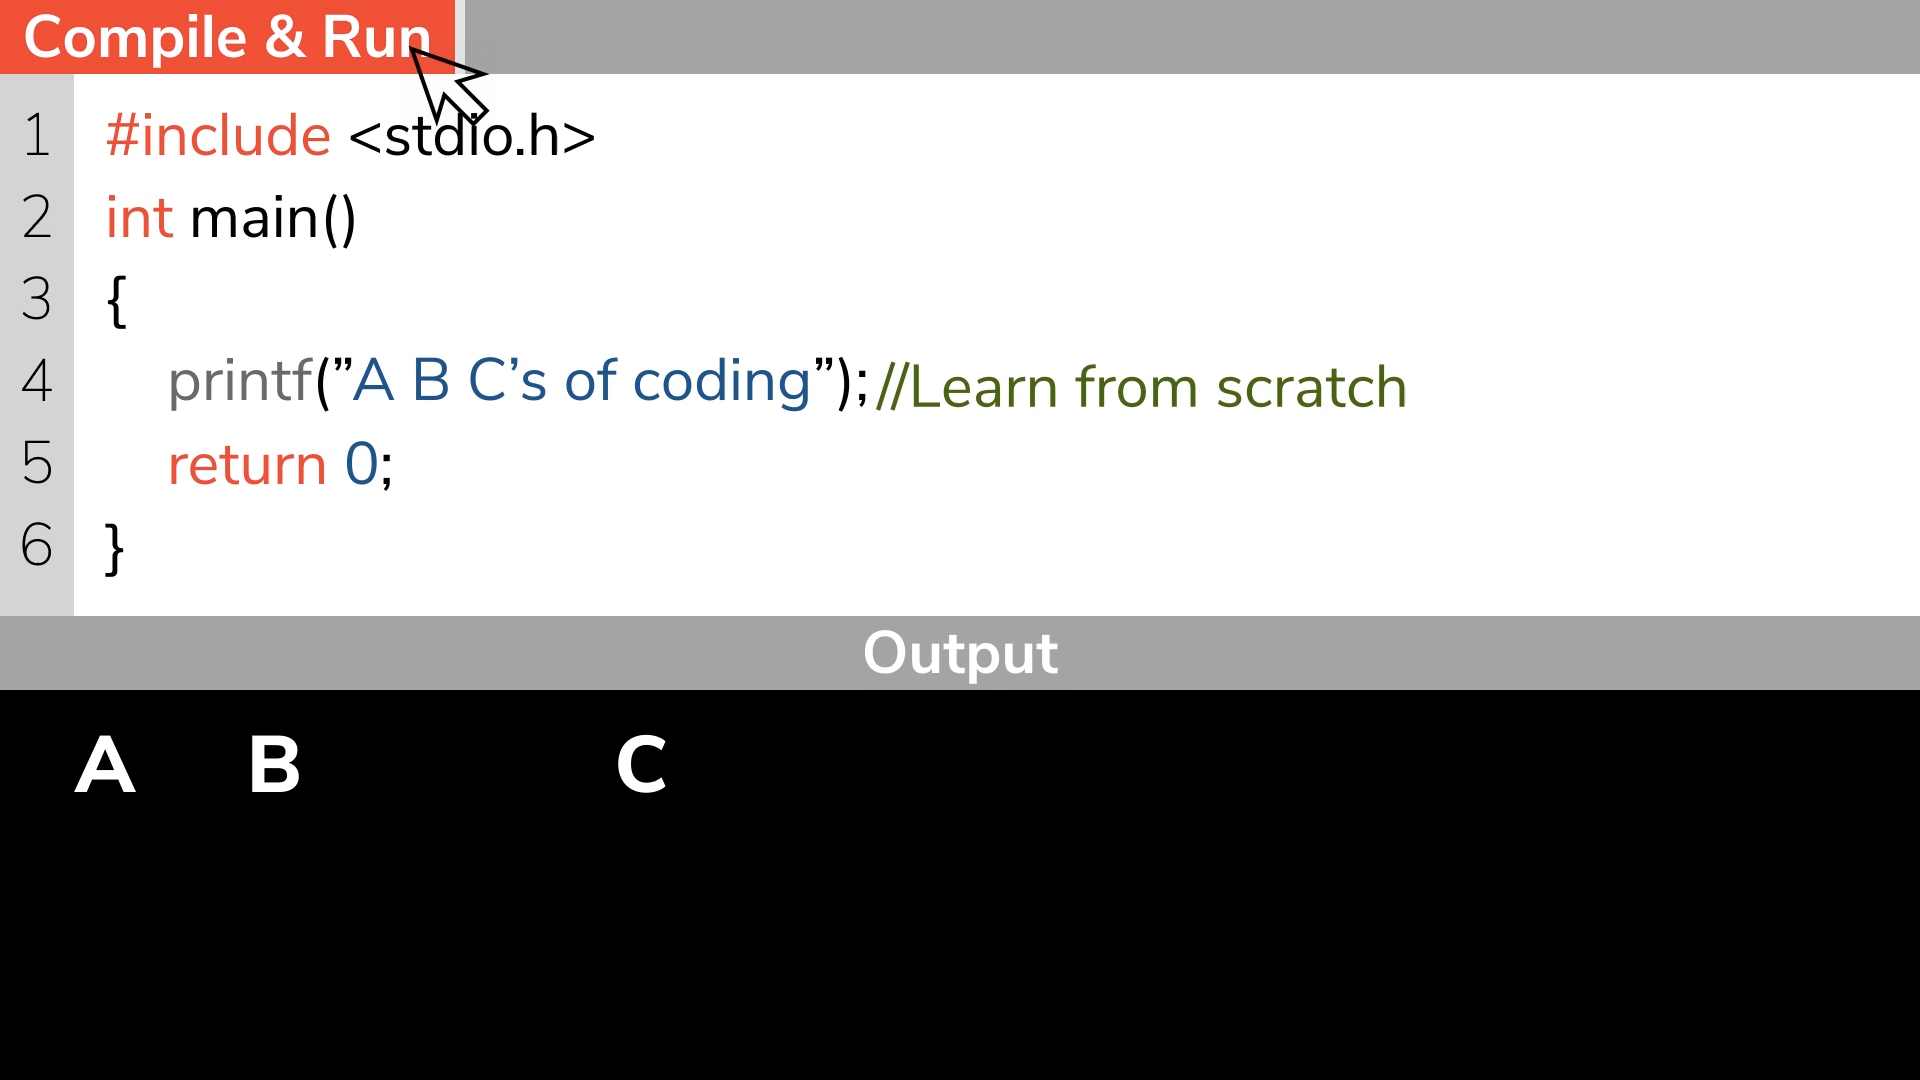 Compile & Run
1 #include <stdio.h>
2 int main()
3 {
4 printf(”A B C’s of coding”); //Learn from scratch
5 return 0;
6 }
Output
A B C